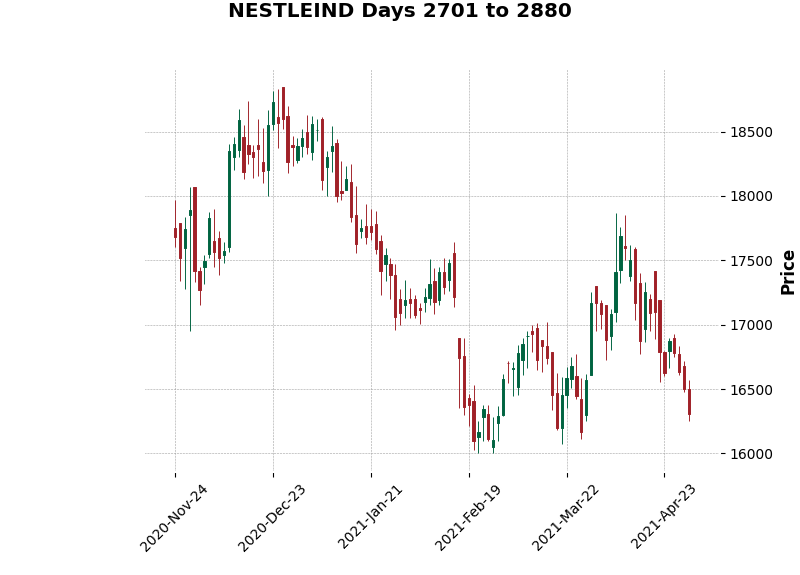 NESTLEIND Days 2701 to 2880
18500
18000
17500
17000
16500
16000
Price
2020-Nov-24
2020-Dec-23
2021-Jan-21
2021-Feb-19
2021-Mar-22
2021-Apr-23